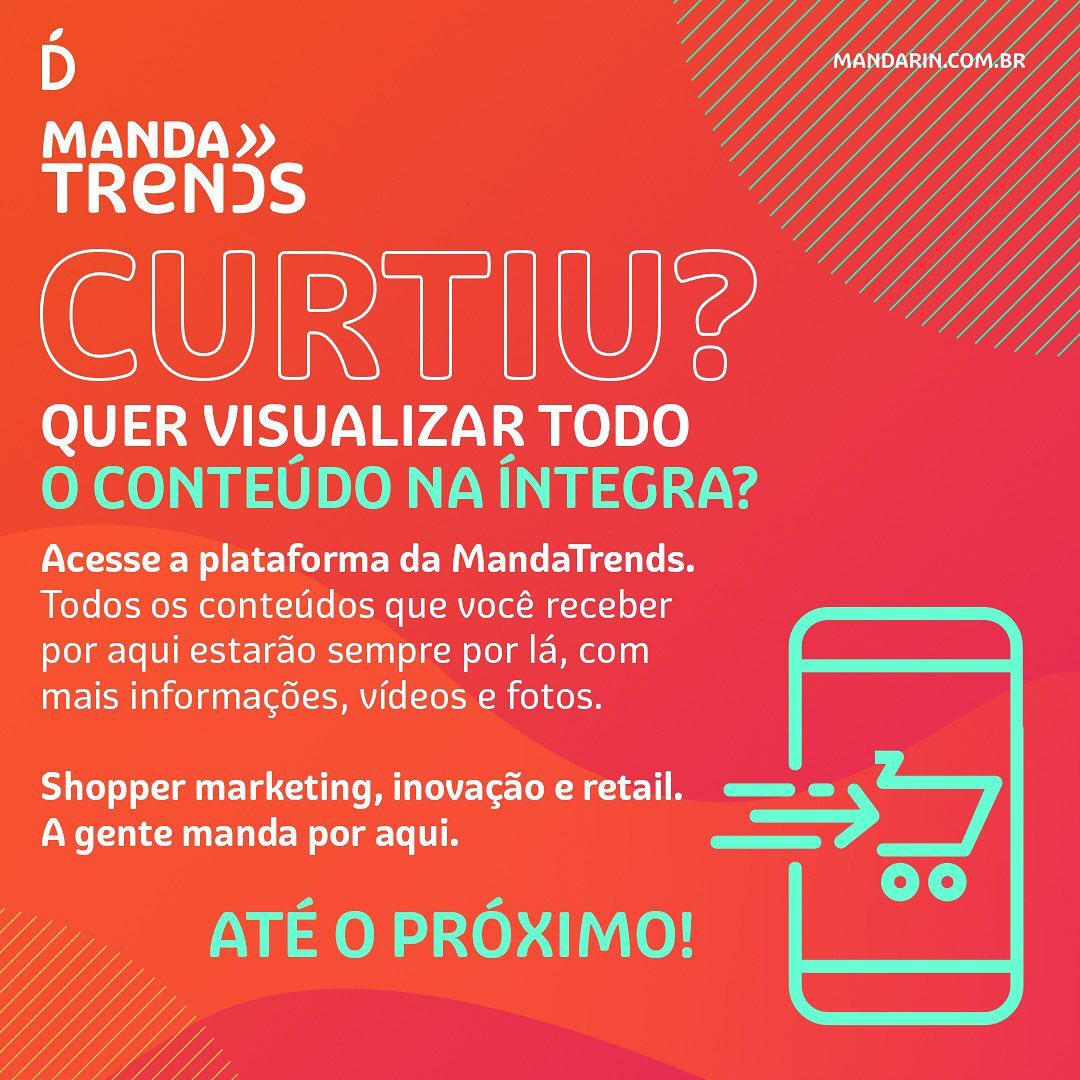 D́
MANDARIN.COM.BR
MANDA»
TRENDS
CURTIU?
QUER VISUALIZAR TODO
O CONTEÚDO NA ÍNTEGRA?
Acesse a plataforma da MandaTrends.
Todos os conteúdos que você receber
por aqui estarão sempre por lá, com
mais informações, vídeos e fotos.
Shopper marketing, inovação e retail.
A gente manda por aqui.
ATÉ O PRÓXIMO!